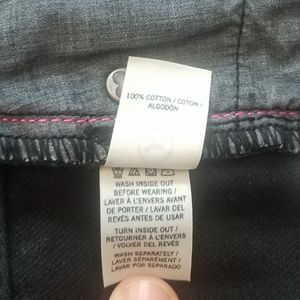 100% COTTON / COTON /
ALGODÓN
WASH INSIDE OUT
BEFORE WEARING /
LAVER À L'ENVERS AVANT
DE PORTER / LAVAR DEL
REVÉS ANTES DE USAR
TURN INSIDE OUT /
RETOURNER À L'ENVERS
/ VOLVER DEL REVÉS
WASH SEPARATELY /
LAVER SÉPARÉMENT /
LAVAR POR SEPARADO